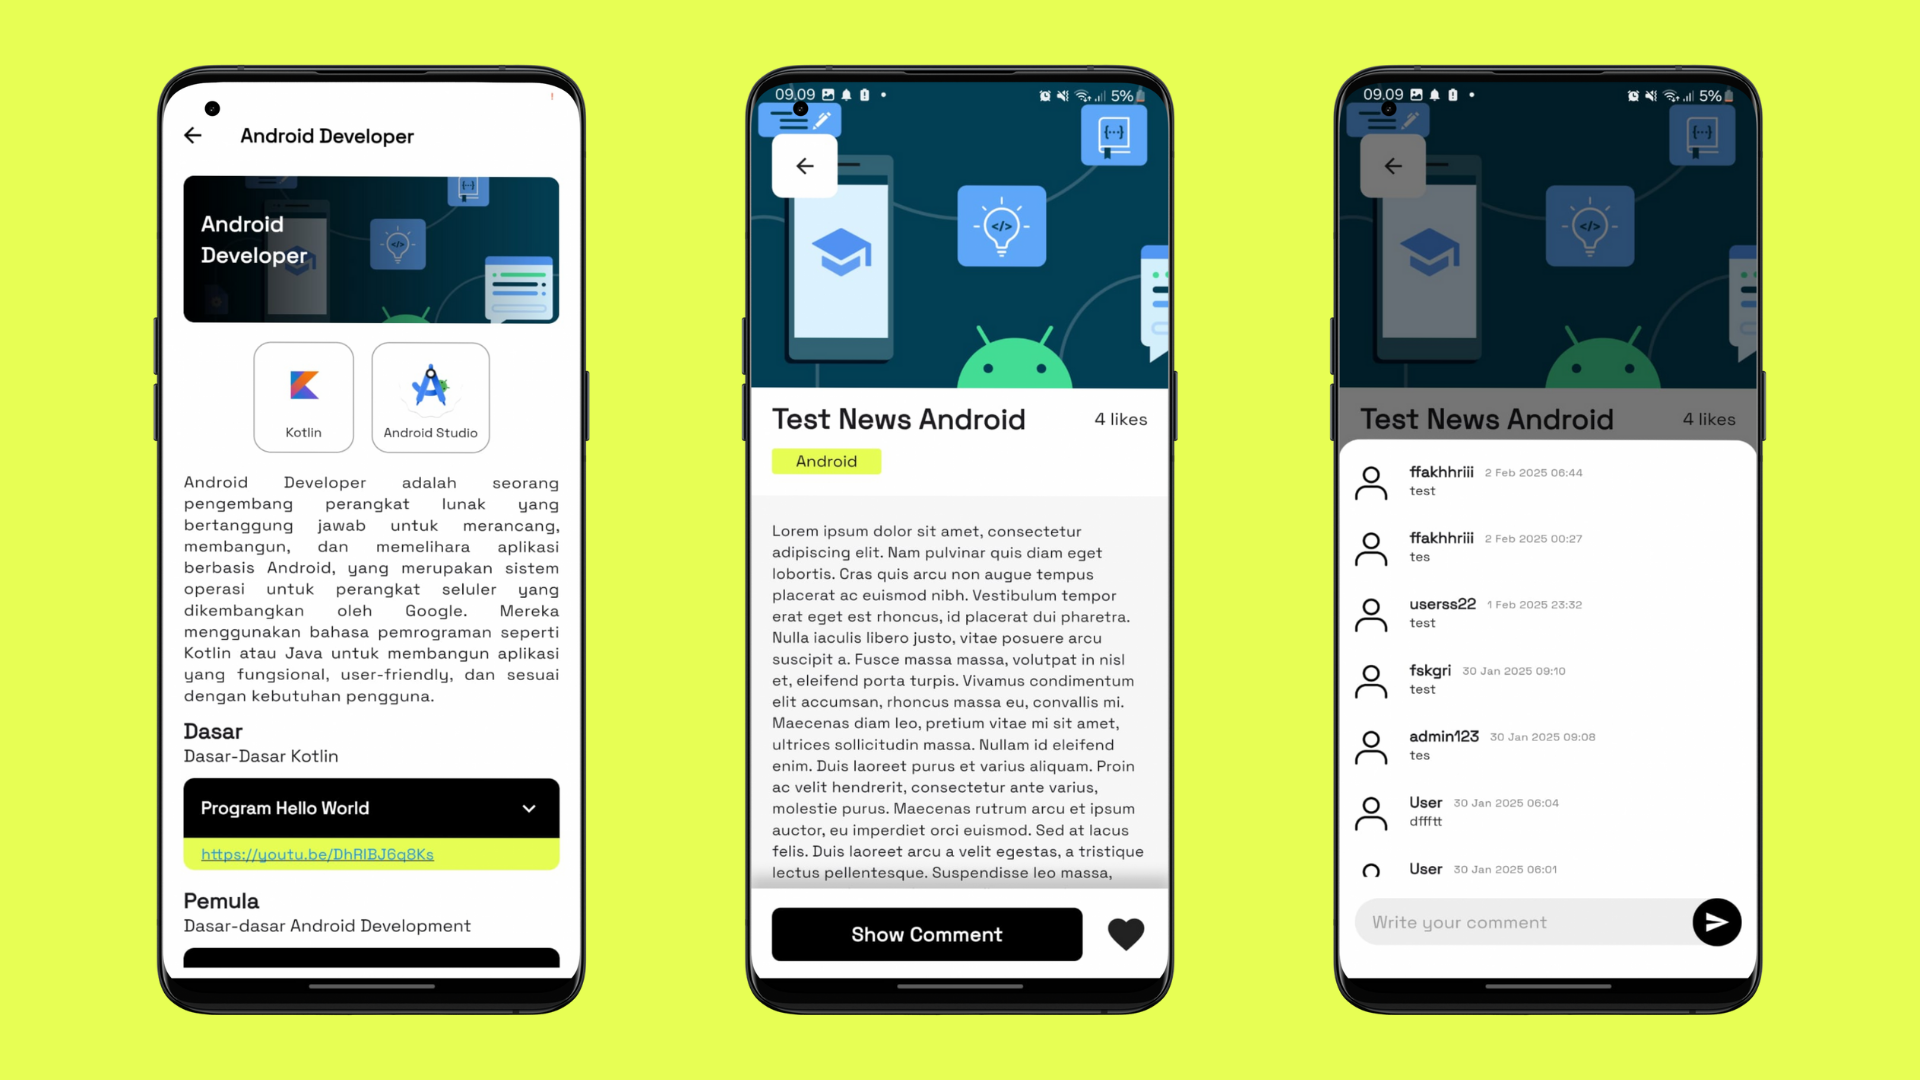 Android Developer
Android
Developer
Kotlin
Android Studio
Android Developer adalah seorang
pengembang perangkat lunak yang
bertanggung jawab untuk merancang,
membangun, dan memelihara aplikasi
berbasis Android, yang merupakan sistem
operasi untuk perangkat seluler yang
dikembangkan oleh Google. Mereka
menggunakan bahasa pemrograman seperti
Kotlin atau Java untuk membangun aplikasi
yang fungsional, user-friendly, dan sesuai
dengan kebutuhan pengguna.
Dasar
Dasar-Dasar Kotlin
Program Hello World
https://youtu.be/DhRIBJ6q8Ks
Pemula
Dasar-dasar Android Development
09.09 5%
Test News Android 4 likes
Android
Lorem ipsum dolor sit amet, consectetur
adipiscing elit. Nam pulvinar quis diam eget
lobortis. Cras quis arcu non augue tempus
placerat ac euismod nibh. Vestibulum tempor
erat eget est rhoncus, id placerat dui pharetra.
Nulla iaculis libero justo, vitae posuere arcu
suscipit a. Fusce massa massa, volutpat in nisl
et, eleifend porta turpis. Vivamus condimentum
elit accumsan, rhoncus massa eu, convallis mi.
Maecenas diam leo, pretium vitae mi sit amet,
ultrices sollicitudin massa. Nullam id eleifend
enim. Duis laoreet purus et varius aliquam. Proin
ac velit hendrerit, consectetur ante varius,
molestie purus. Maecenas rutrum arcu et ipsum
auctor, eu imperdiet orci euismod. Sed at lacus
felis. Duis laoreet arcu a velit egestas, a tristique
lectus pellentesque. Suspendisse leo massa,
Show Comment
09.09 5%
Test News Android 4 likes
ffakhhriii 2 Feb 2025 06:44
test
ffakhhriii 2 Feb 2025 00:27
tes
userss22 1 Feb 2025 23:32
test
fskgri 30 Jan 2025 09:10
test
admin123 30 Jan 2025 09:08
tes
User 30 Jan 2025 06:04
dffftt
User 30 Jan 2025 06:01
Write your comment